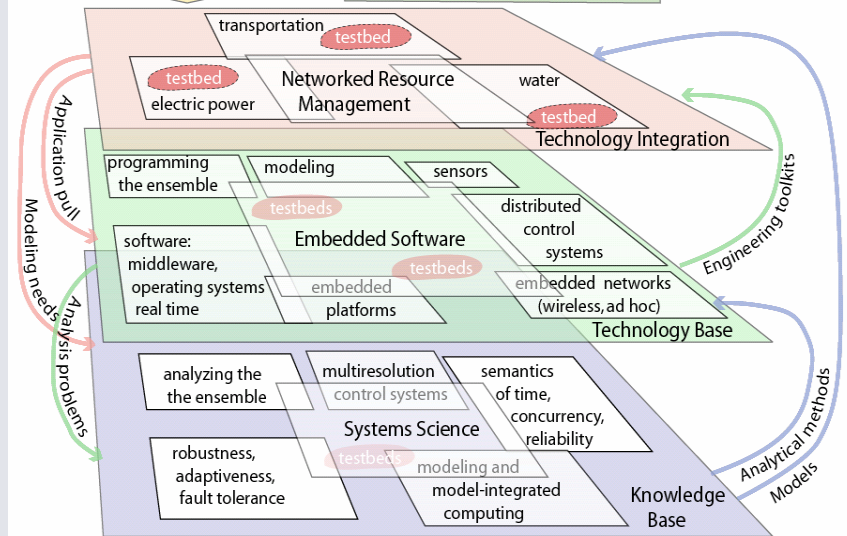 transportation
testbed
testbed
electric power
Networked Resource
Management
water
testbed
Technology Integration
programming
the ensemble
modeling
sensors
testbeds
distributed
control
systems
Embedded Software
software:
middleware,
operating systems
real time
testbeds
embedded
platforms
embedded networks
(wireless, ad hoc)
Technology Base
analyzing the
the ensemble
multiresolution
control systems
semantics
of time,
concurrency,
reliability
Systems Science
robustness,
adaptiveness,
fault tolerance
testbeds
modeling and
model-integrated
computing
Knowledge
Base
Application pull
Modeling needs
Analysis problems
Engineering toolkits
Analytical methods
Models